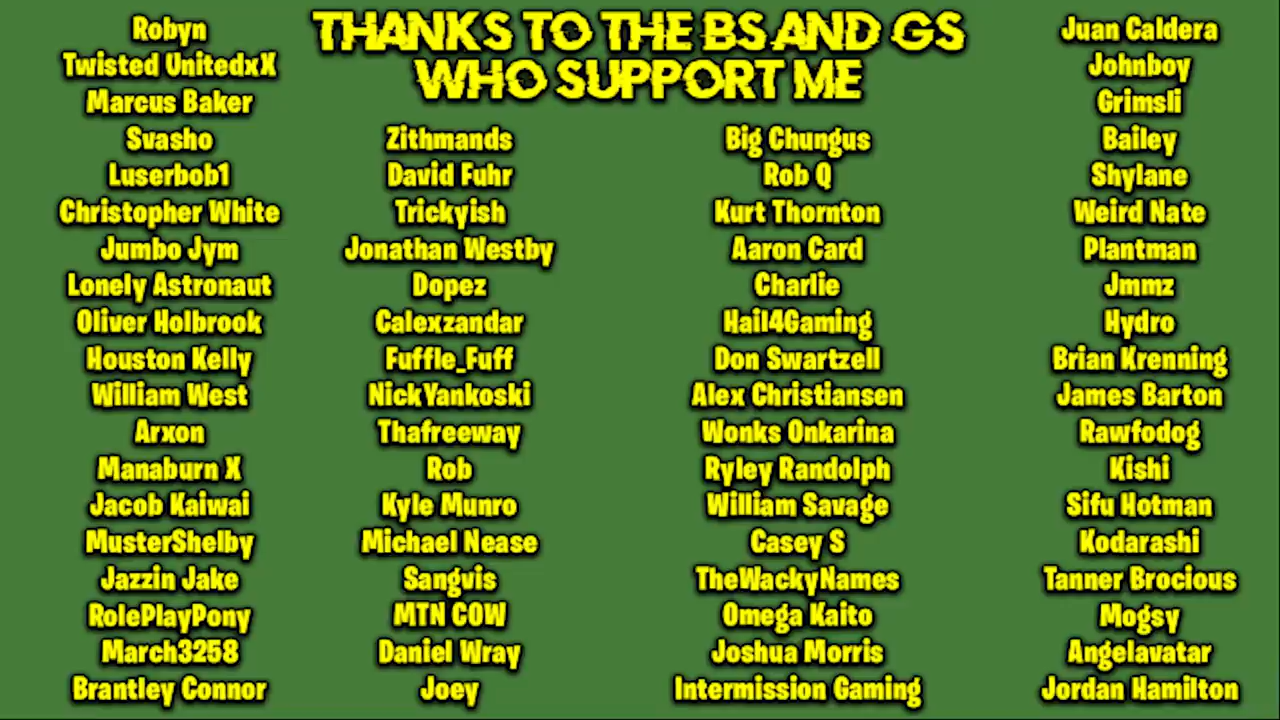 THANKS TO THE BS AND GS
WHO SUPPORT ME
Robyn
Twisted UnitedxX
Marcus Baker
Svasho
Luserbob1
Christopher White
Jumbo Jym
Lonely Astronaut
Oliver Holbrook
Houston Kelly
William West
Arxon
Manaburn X
Jacob Kaiwai
MusterShelby
Jazzin Jake
RolePlayPony
March3258
Brantley Connor
Zithmands
David Fuhr
Trickyish
Jonathan Westby
Dopez
Calexzandar
Fuffle_Fuff
NickYankoski
Thafreeway
Rob
Kyle Munro
Michael Nease
Sangvis
MTN COW
Daniel Wray
Joey
Big Chungus
Rob Q
Kurt Thornton
Aaron Card
Charlie
Hail4Gaming
Don Swartzell
Alex Christiansen
Wonks Onkarina
Ryley Randolph
William Savage
Casey S
TheWackyNames
Omega Kaito
Joshua Morris
Intermission Gaming
Juan Caldera
Johnboy
Grimsli
Bailey
Shylane
Weird Nate
Plantman
Jmmz
Hydro
Brian Krenning
James Barton
Rawfodog
Kishi
Sifu Hotman
Kodarashi
Tanner Brocious
Mogsy
Angelavatar
Jordan Hamilton